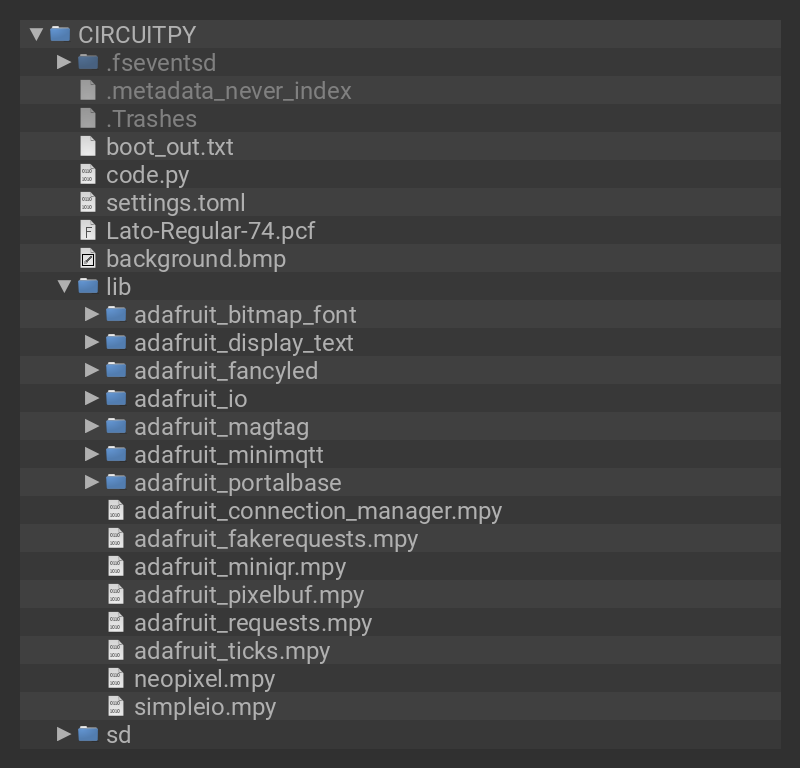 CIRCUITPY
.fseventsd
.metadata_never_index
.Trashes
boot_out.txt
code.py
settings.toml
Lato-Regular-74.pcf
background.bmp
lib
adafruit_bitmap_font
adafruit_display_text
adafruit_fancyled
adafruit_io
adafruit_magtag
adafruit_minimqtt
adafruit_portalbase
adafruit_connection_manager.mpy
adafruit_fakerequests.mpy
adafruit_miniqr.mpy
adafruit_pixelbuf.mpy
adafruit_requests.mpy
adafruit_ticks.mpy
neopixel.mpy
simpleio.mpy
sd